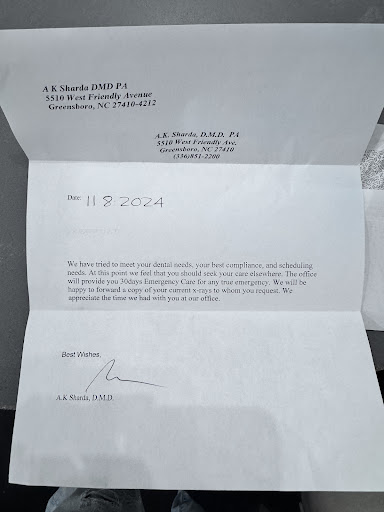 A K Sharda DMD PA
5510 West Friendly Avenue
Greensboro, NC 27410-4212
A.K. Sharda, D.M.D. PA
5510 West Friendly Ave.
Greensboro, NC 27410
(336)851-2200
Date: 11 8 2024
We have tried to meet your dental needs, your best compliance, and scheduling
needs. At this point we feel that you should seek your care elsewhere. The office
will provide you 30days Emergency Care for any true emergency. We will be
happy to forward a copy of your current x-rays to whom you request. We
appreciate the time we had with you at our office.
Best Wishes,
A.K Sharda, D.M.D.